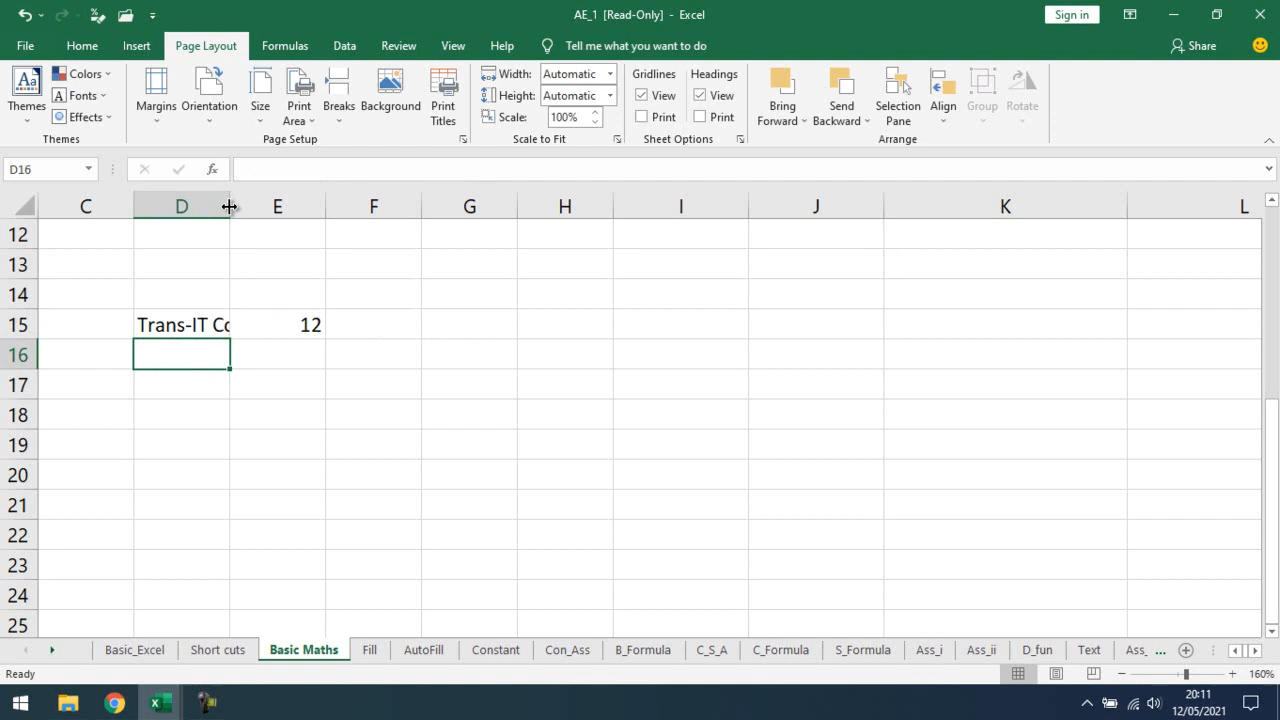 AE_1 [Read-Only] - Excel
Sign in
File Home Insert Page Layout Formulas Data Review View Help Tell me what you want to do Share
Themes
Colors
Fonts
Effects
Themes
Margins Orientation Size Print Area Breaks Background Print Titles
Page Setup
Width: Automatic
Height: Automatic
Scale: 100%
Scale to Fit
Gridlines Headings
View View
Print Print
Sheet Options
Bring Forward Send Backward Selection Pane Align Group Rotate
Arrange
D16 fx
C D E F G H I J K L
12
13
14
15 Trans-IT Co 12
16
17
18
19
20
21
22
23
24
25
Basic_Excel Short cuts Basic Maths Fill AutoFill Constant Con_Ass B_Formula C_S_A C_Formula S_Formula Ass_i Ass_ii D_fun Text Ass_ ...
Ready 160%
20:11
12/05/2021